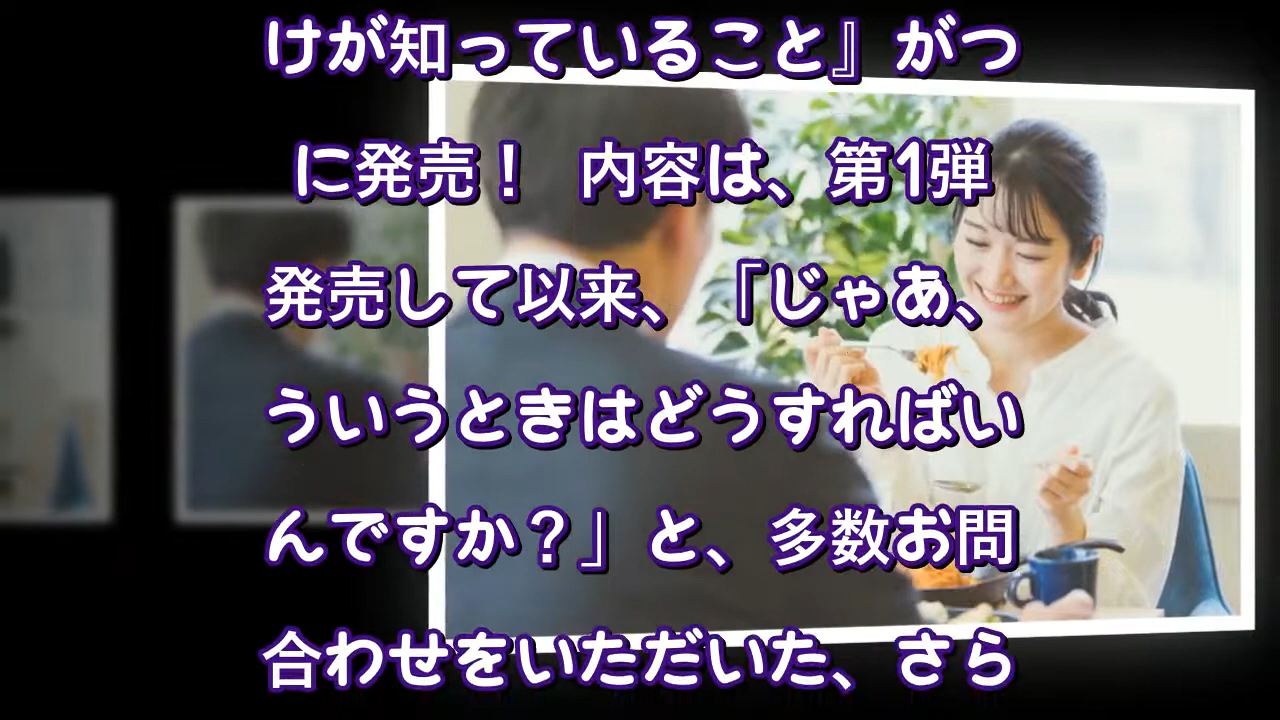 けが知っていること』がつ
に発売！　内容は、第1弾
発売して以来、「じゃあ、
ういうときはどうすればい
んですか？」と、多数お問
合わせをいただいた、さら